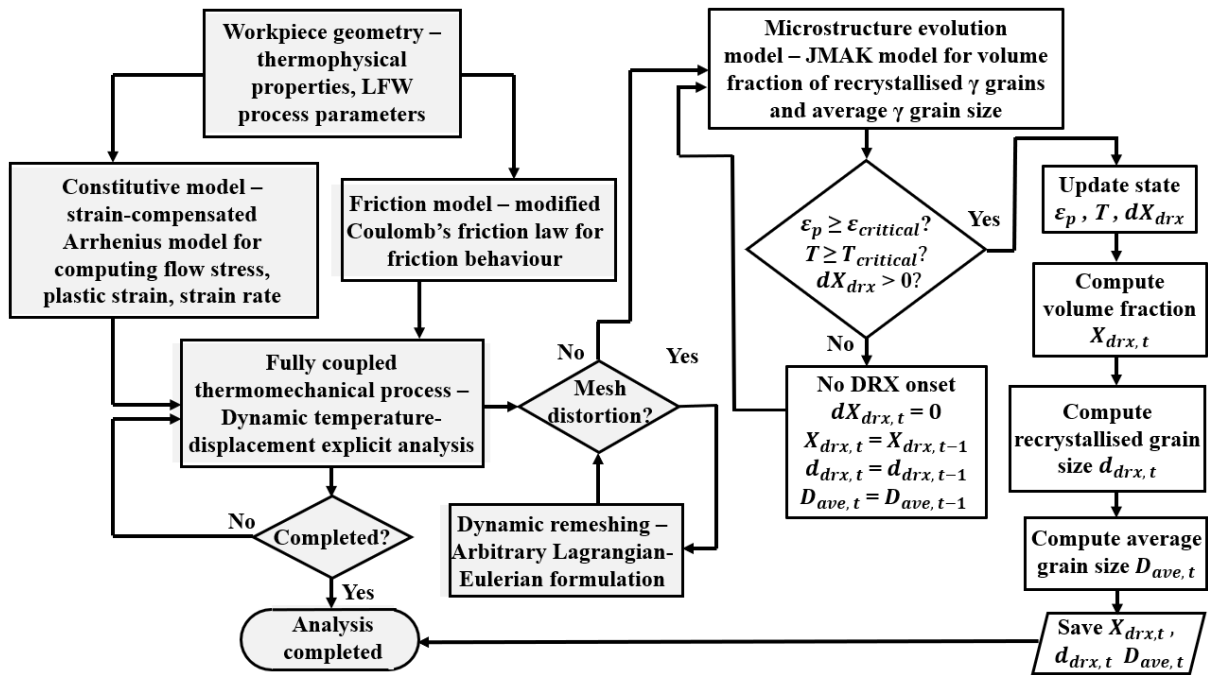 Workpiece geometry –
thermophysical
properties, LFW
process parameters
Constitutive model –
strain-compensated
Arrhenius model for
computing flow stress,
plastic strain, strain rate
Friction model – modified
Coulomb's friction law for
friction behaviour
Fully coupled
thermomechanical process –
Dynamic temperature-
displacement explicit analysis
No
Completed?
Yes
Analysis
completed
No
Yes
Mesh
distortion?
Dynamic remeshing –
Arbitrary Lagrangian-
Eulerian formulation
Microstructure evolution
model – JMAK model for volume
fraction of recrystallised γ grains
and average γ grain size
ε_p ≥ ε_critical?
T ≥ T_critical?
dX_drx > 0?
Yes
No
No DRX onset
dX_drx,t = 0
X_drx,t = X_drx,t−1
d_drx,t = d_drx,t−1
D_ave,t = D_ave,t−1
Update state
ε_p , T , dX_drx
Compute
volume fraction
X_drx,t
Compute
recrystallised grain
size d_drx,t
Compute average
grain size D_ave,t
Save X_drx,t ,
d_drx,t D_ave,t